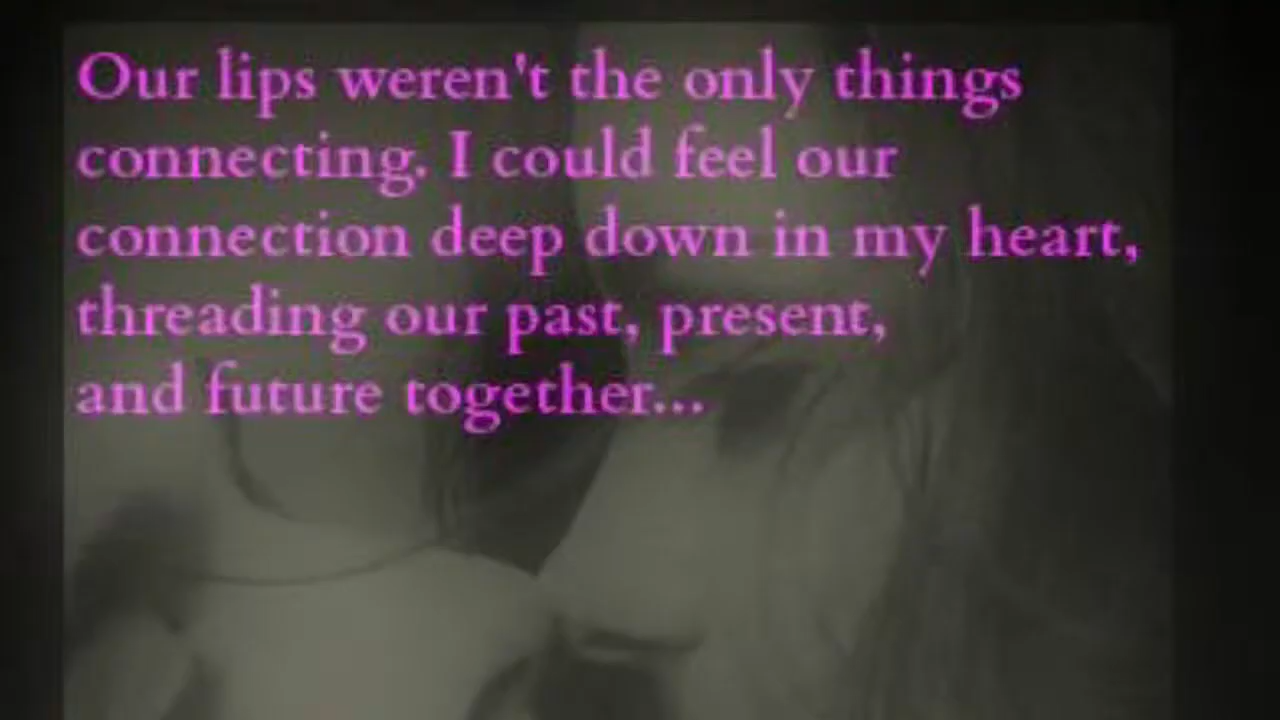 Our lips weren't the only things
connecting. I could feel our
connection deep down in my heart,
threading our past, present,
and future together...